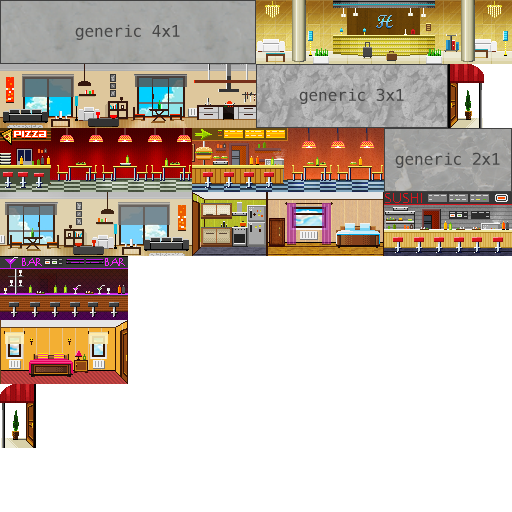 generic 4x1
H
generic 3x1
PIZZA
generic 2x1
SUSHI
BAR BAR